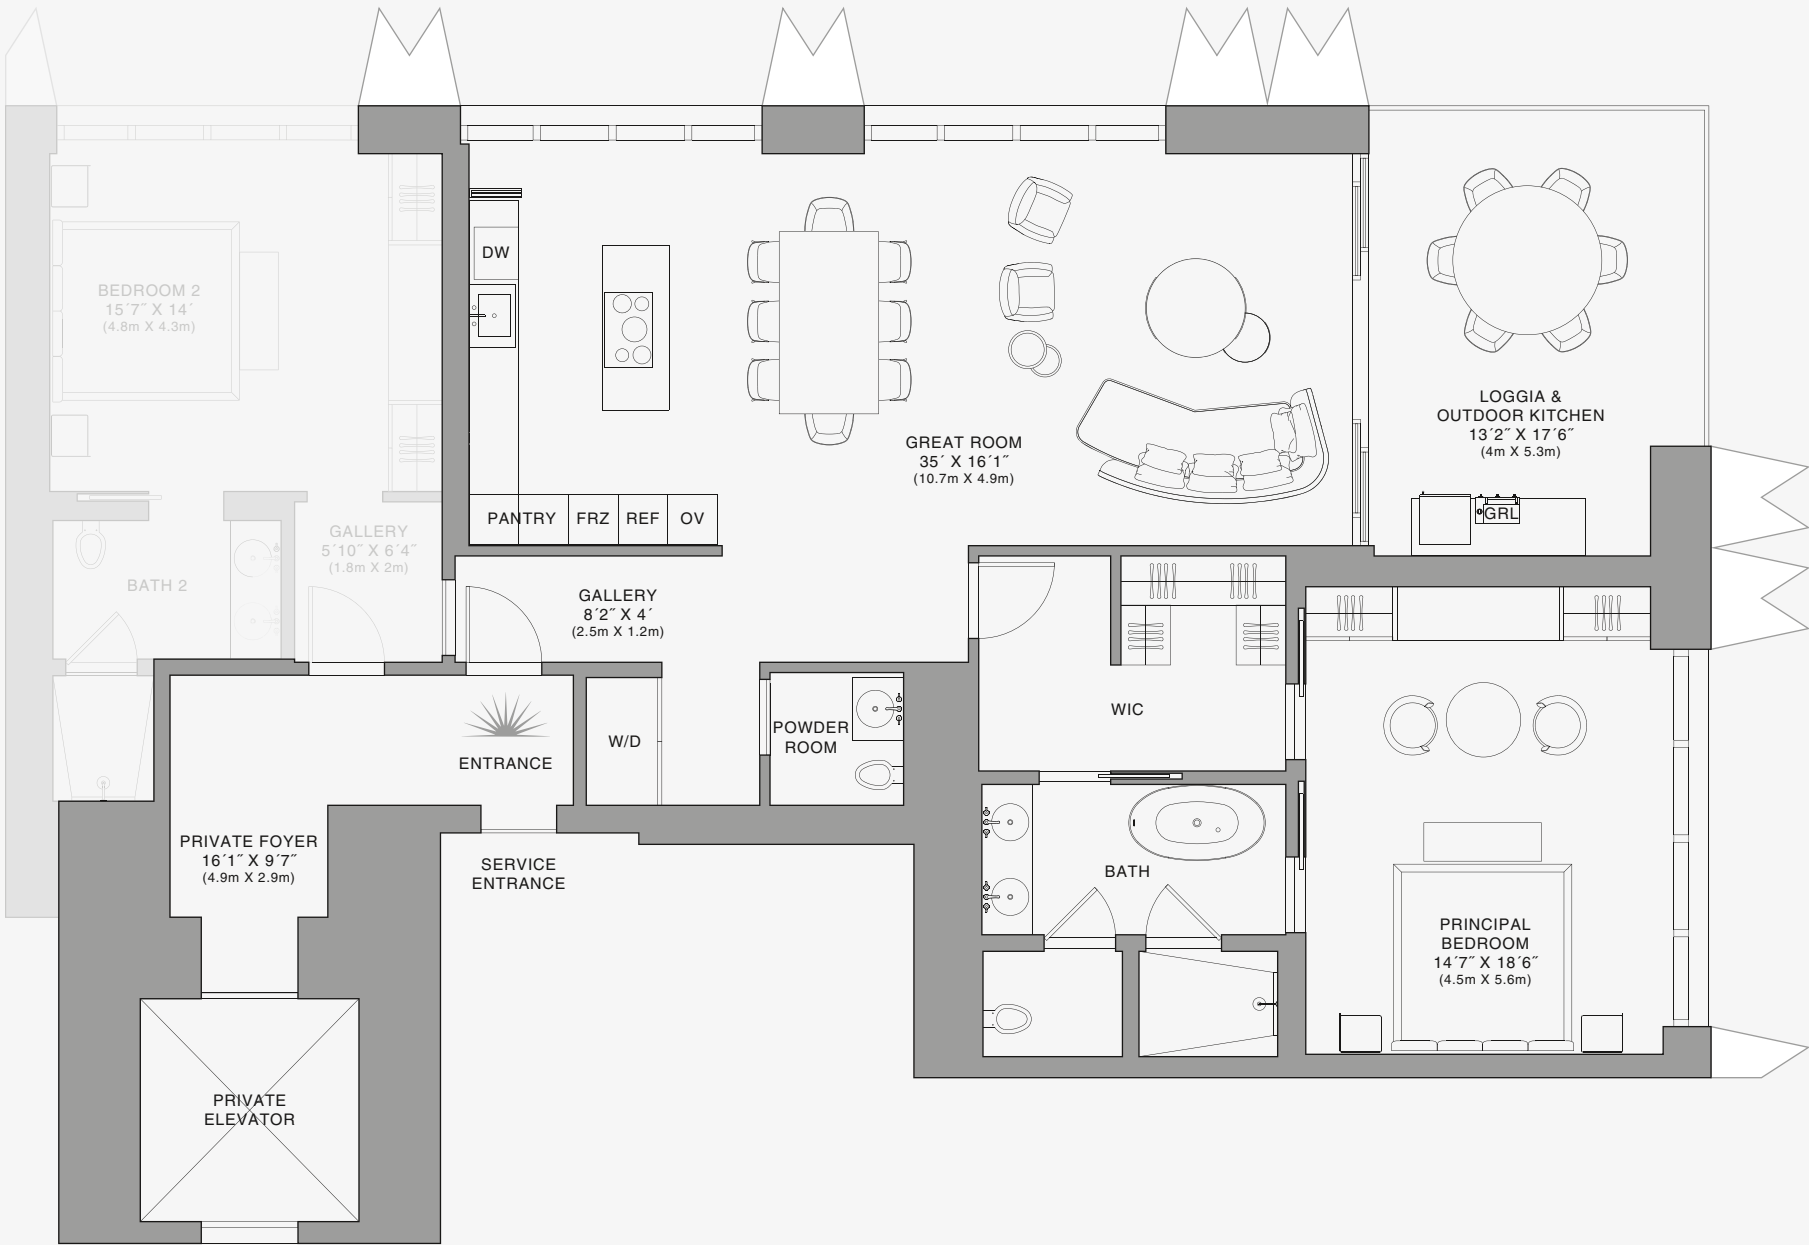 BEDROOM 2
15´7˝ X 14´
(4.8m X 4.3m)
GALLERY
5´10˝ X 6´4˝
(1.8m X 2m)
BATH 2
DW
PANTRY
FRZ
REF
OV
GREAT ROOM
35´ X 16´1˝
(10.7m X 4.9m)
LOGGIA &
OUTDOOR KITCHEN
13´2˝ X 17´6˝
(4m X 5.3m)
GRL
GALLERY
8´2˝ X 4´
(2.5m X 1.2m)
ENTRANCE
W/D
POWDER
ROOM
WIC
PRIVATE FOYER
16´1˝ X 9´7˝
(4.9m X 2.9m)
SERVICE
ENTRANCE
BATH
PRINCIPAL
BEDROOM
14´7˝ X 18´6˝
(4.5m X 5.6m)
PRIVATE
ELEVATOR